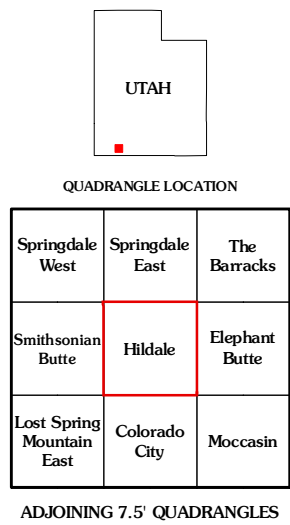 UTAH
QUADRANGLE LOCATION
Springdale
West
Springdale
East
The
Barracks
Smithsonian
Butte
Hildale
Elephant
Butte
Lost Spring
Mountain
East
Colorado
City
Moccasin
ADJOINING 7.5' QUADRANGLES